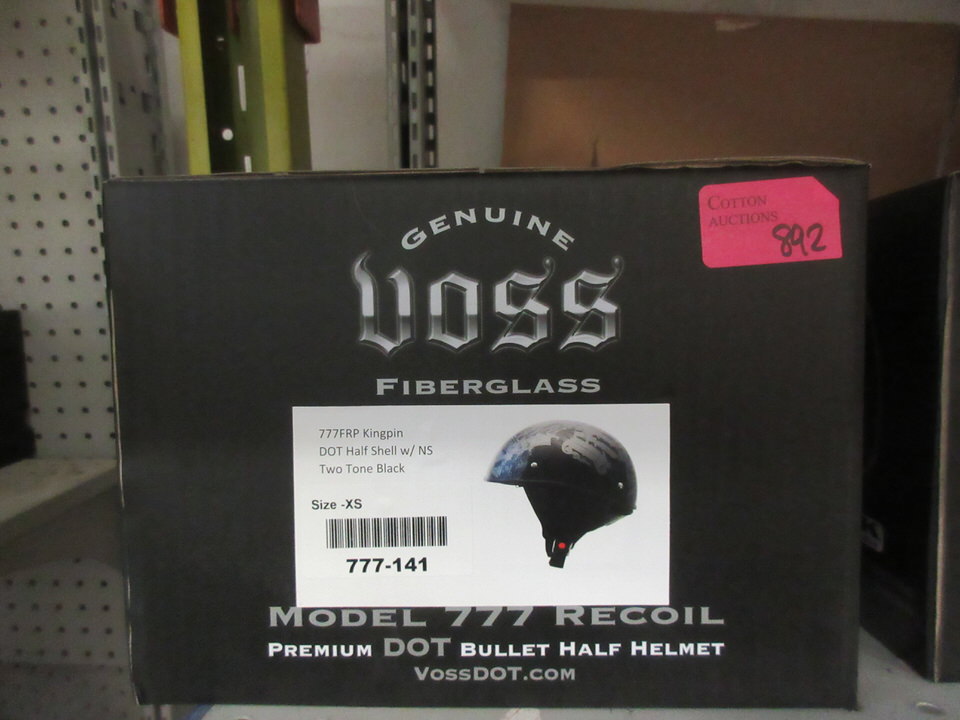 GENUINE
VOSS
FIBERGLASS
COTTON
AUCTIONS
892
777FRP Kingpin
DOT Half Shell w/ NS
Two Tone Black
Size -XS
777-141
MODEL 777 RECOIL
PREMIUM DOT BULLET HALF HELMET
VOSSDOT.COM